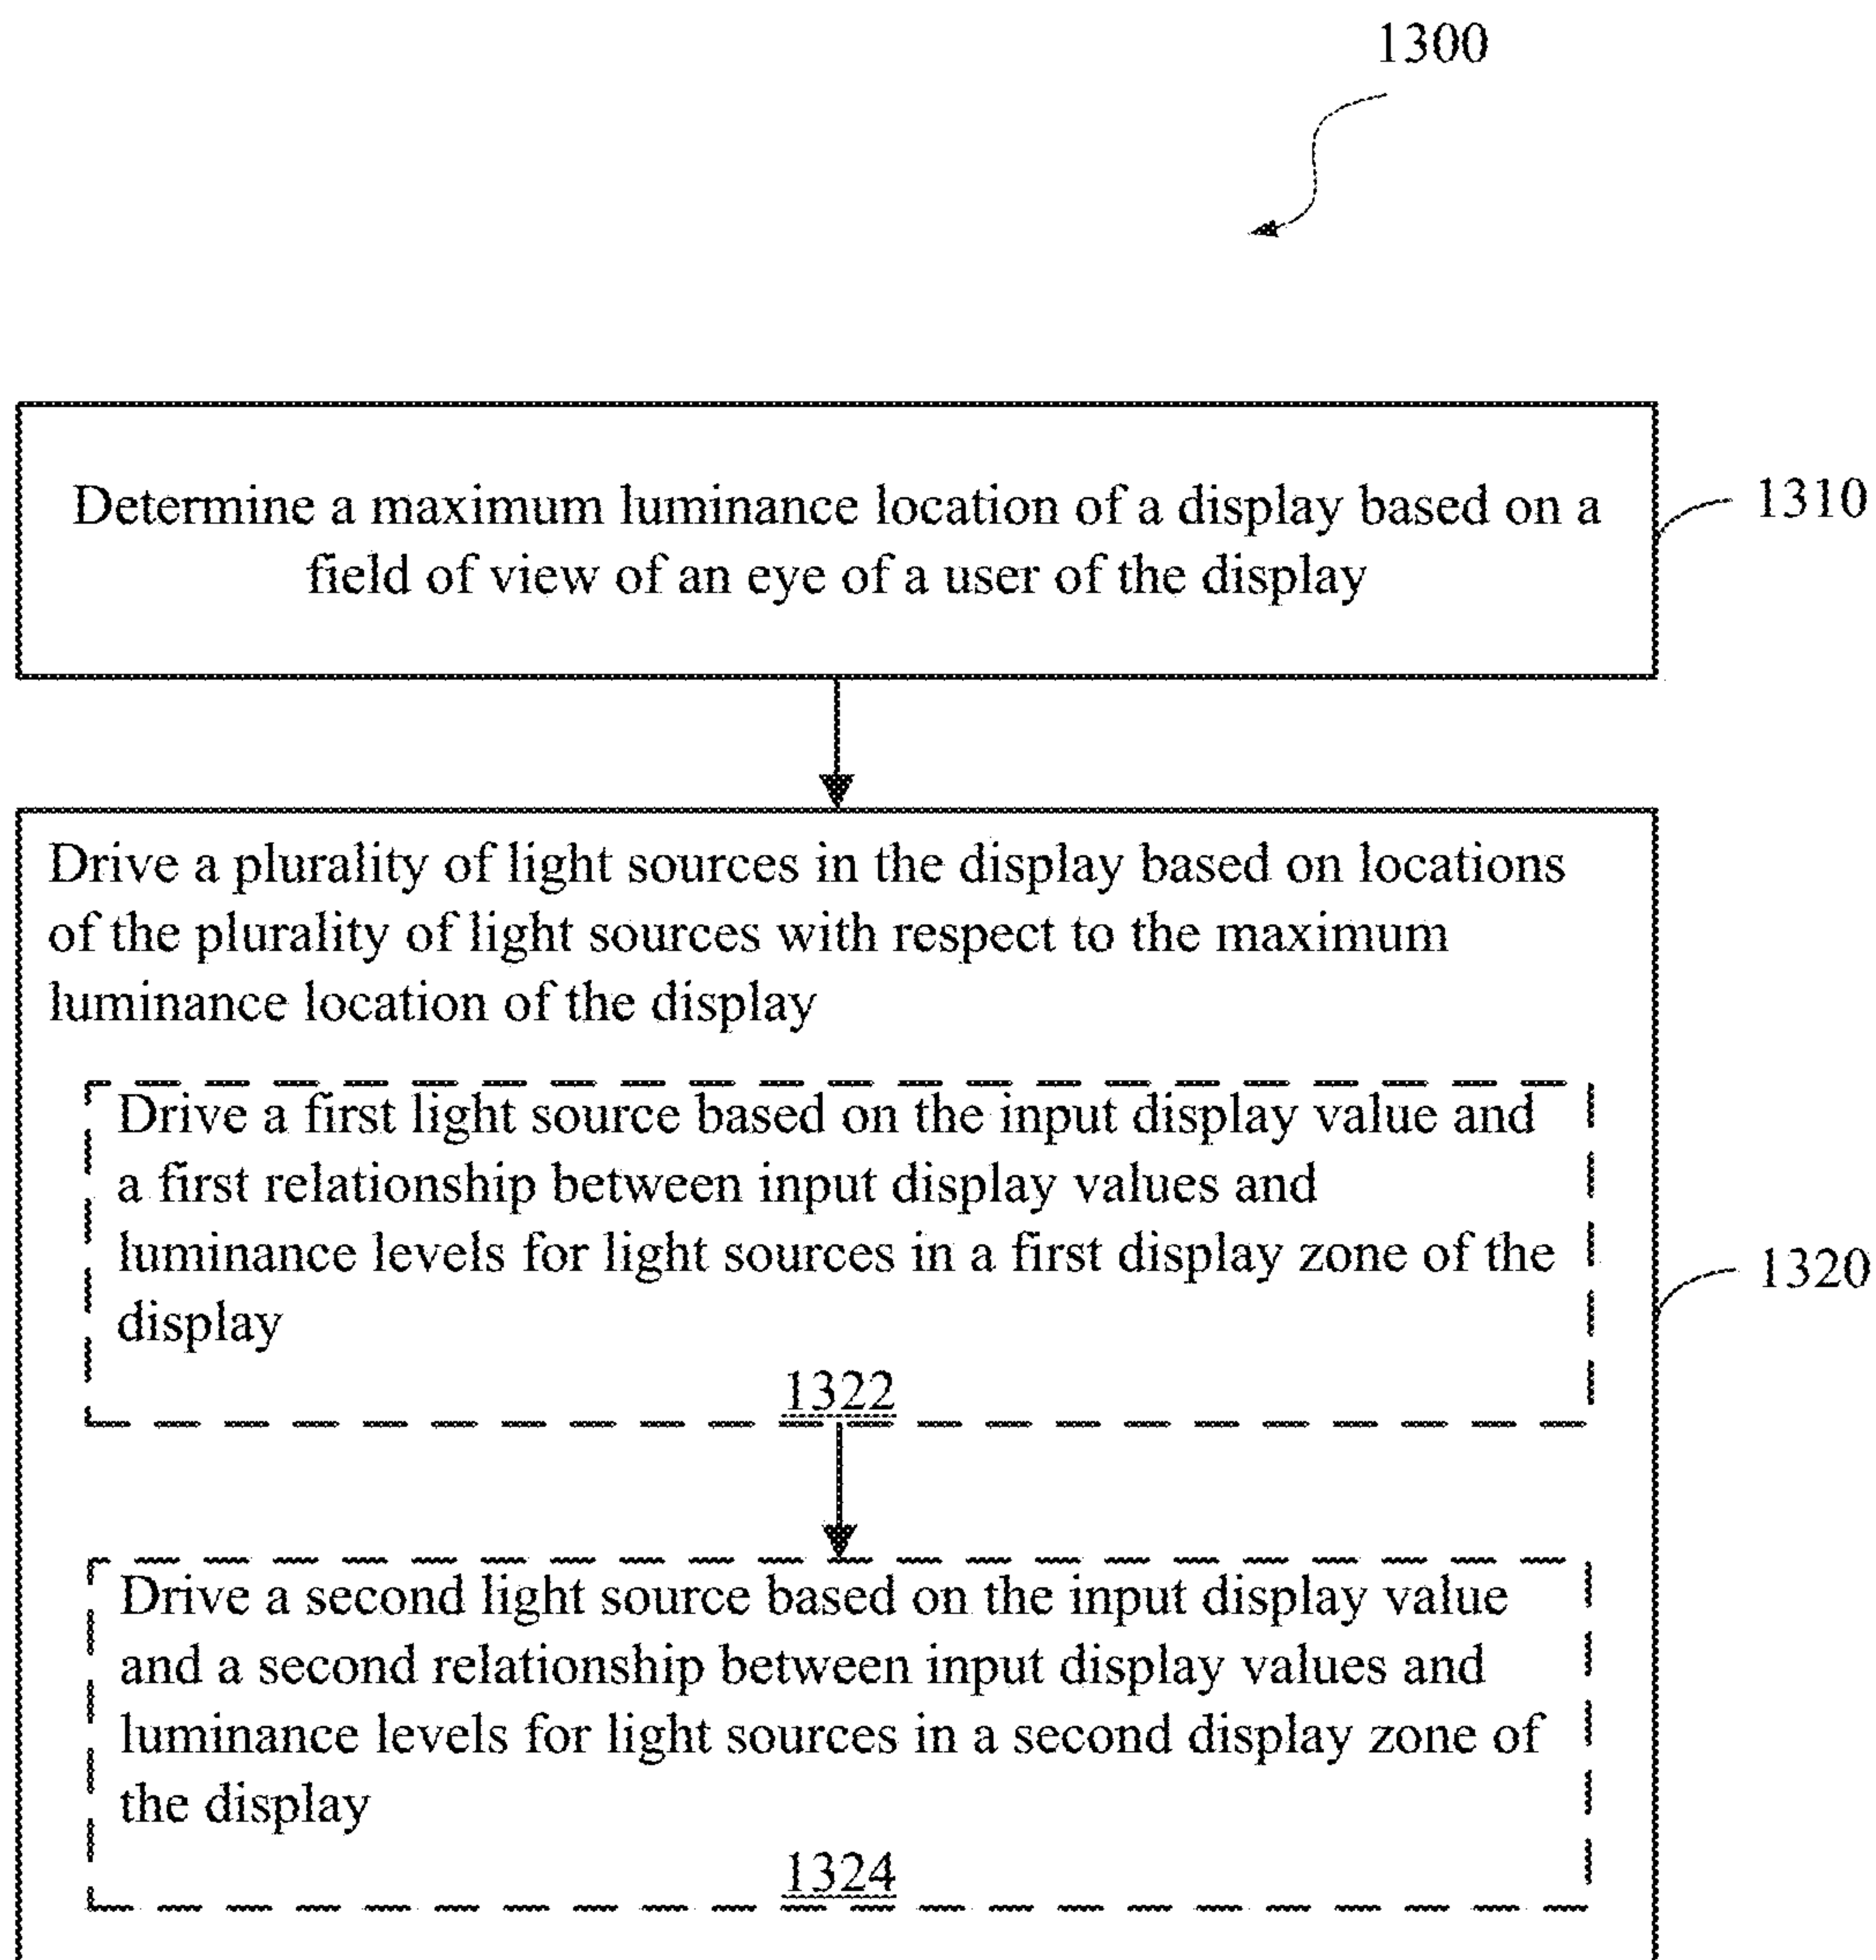 1300
Determine a maximum luminance location of a display based on a
field of view of an eye of a user of the display
1310
Drive a plurality of light sources in the display based on locations
of the plurality of light sources with respect to the maximum
luminance location of the display
Drive a first light source based on the input display value and
a first relationship between input display values and
luminance levels for light sources in a first display zone of the
display
1322
1320
Drive a second light source based on the input display value
and a second relationship between input display values and
luminance levels for light sources in a second display zone of
the display
1324